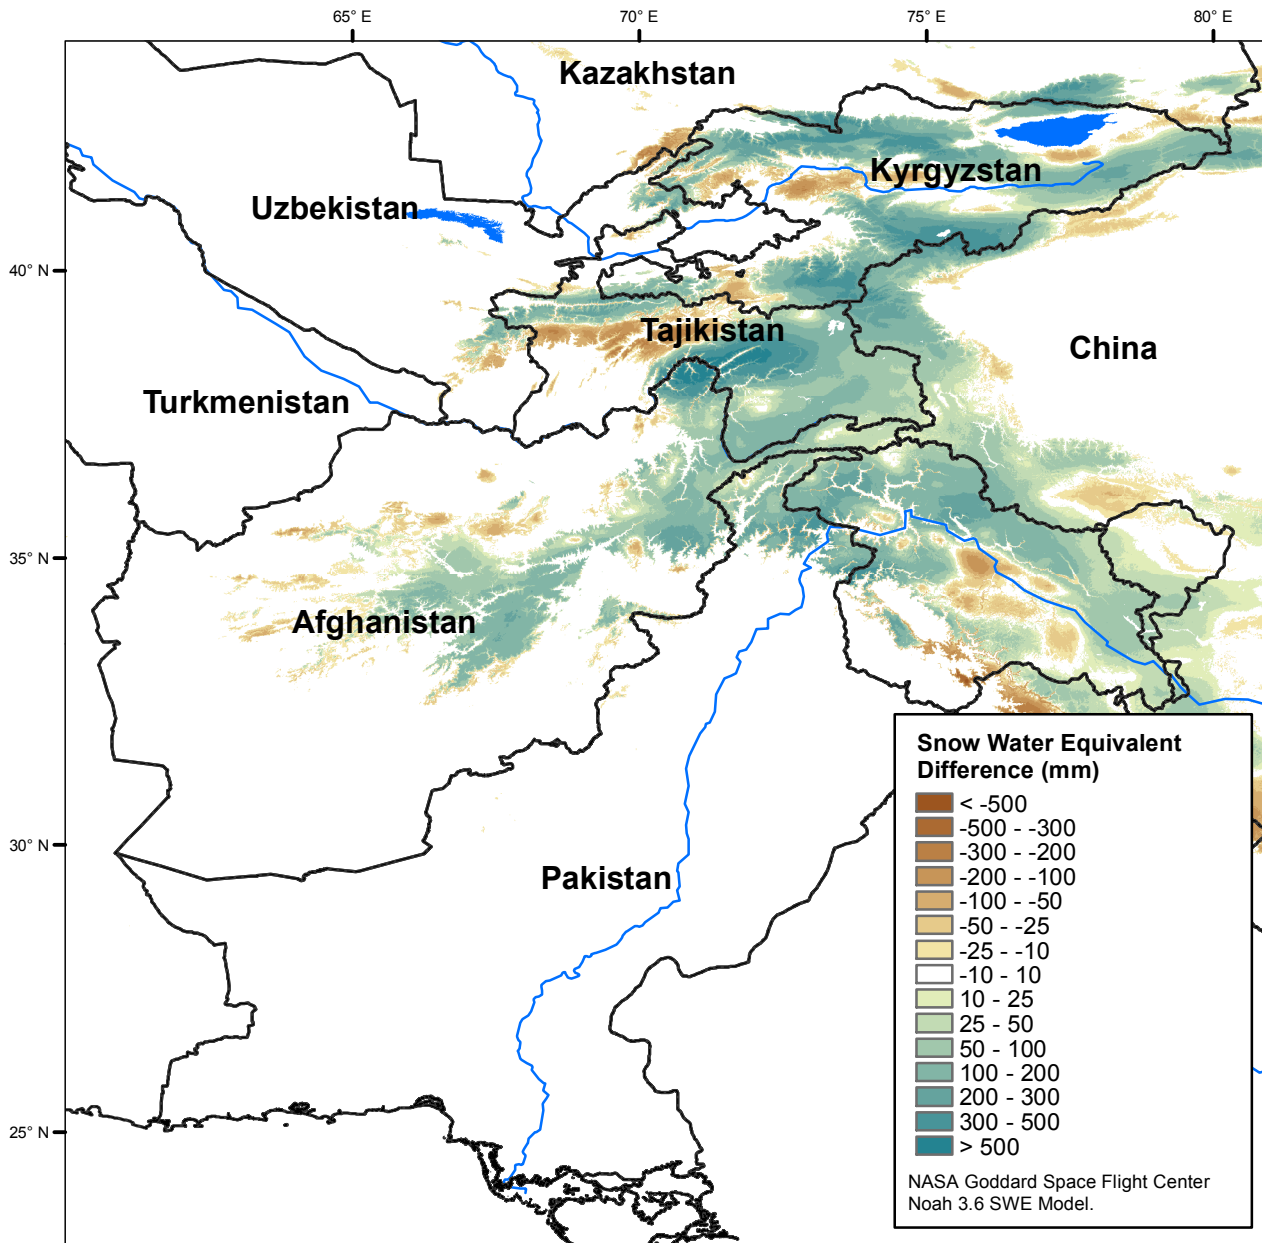 65° E
70° E
75° E
80° E
Kazakhstan
Kyrgyzstan
Uzbekistan
40° N
Tajikistan
China
Turkmenistan
35° N
Afghanistan
Snow Water Equivalent
Difference (mm)
< -500
-500 - -300
-300 - -200
-200 - -100
-100 - -50
-50 - -25
-25 - -10
-10 - 10
10 - 25
25 - 50
50 - 100
100 - 200
200 - 300
300 - 500
> 500
NASA Goddard Space Flight Center
Noah 3.6 SWE Model.
30° N
Pakistan
25° N